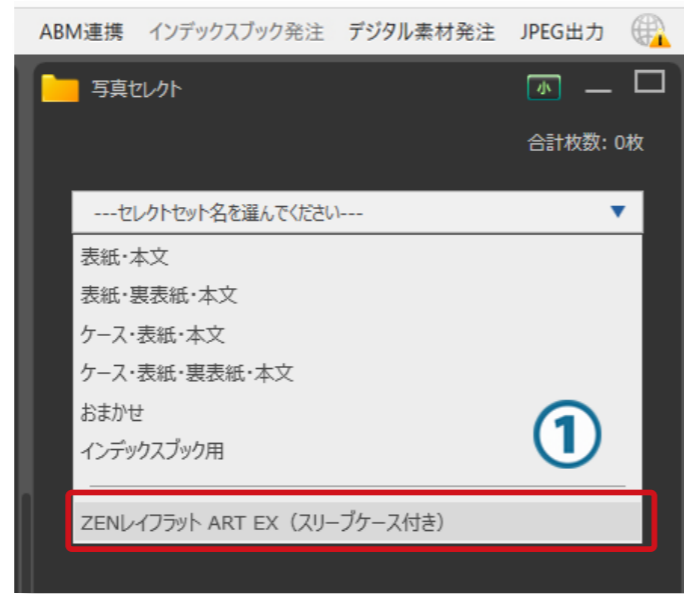 ABM連携 インデックスブック発注 デジタル素材発注 JPEG出力
写真セレクト 小
合計枚数: 0枚
---セレクトセット名を選んでください---
表紙・本文
表紙・裏表紙・本文
ケース・表紙・本文
ケース・表紙・裏表紙・本文
おまかせ
インデックスブック用
1
ZENレイフラット ART EX（スリーブケース付き）